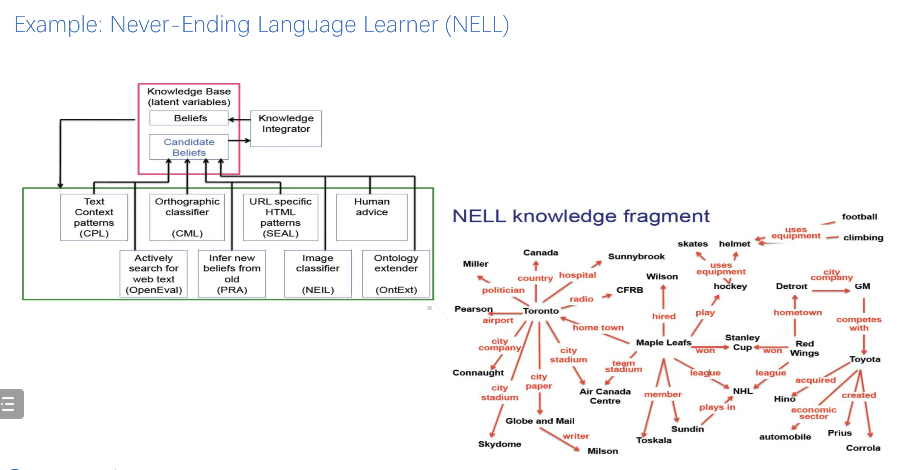 Example: Never-Ending Language Learner (NELL)
Knowledge Base
(latent variables)
Beliefs
Candidate
Beliefs
Knowledge
Integrator
Text
Context
patterns
(CPL)
Orthographic
classifier
(CML)
URL specific
HTML
patterns
(SEAL)
Human
advice
Actively
search for
web text
(OpenEval)
Infer new
beliefs from
old
(PRA)
Image
classifier
(NEIL)
Ontology
extender
(OntExt)
NELL knowledge fragment
football
uses
equipment
climbing
skates
helmet
Canada
Sunnybrook
Miller
uses
equipment
city
company
country
hospital
Wilson
politician
CFRB
hockey
Detroit
GM
radio
Pearson
Toronto
airport
hired
play
hometown
competes
with
home town
city
company
Maple Leafs
Stanley
Cup
won
won
Red
Wings
city
stadium
team
stadium
Toyota
Connaught
league
league
acquired
city
paper
city
stadium
Air Canada
Centre
member
NHL
Hino
created
plays in
economic
sector
Globe and Mail
Sundin
writer
Toskala
automobile
Prius
Skydome
Milson
Corrola